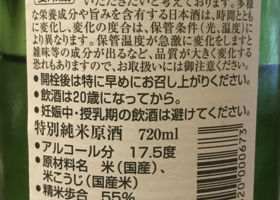 いただきたいと考えております。多様
な栄養成分や旨みを含有する日本酒は、時間ととも
に変化し、変化の度合は、保管条件(光、温度)に
より異なります。保管温度が急激に変化しますと
雑味等の成分が出るなど、品質が大きく変化する
恐れもありますので、お取扱いには御注意ください。
●開栓後は特に早めにお召し上がりください。
●飲酒は20歳になってから。
●妊娠中・授乳期の飲酒は避けてください。
特別純米原酒 720ml
●アルコール分 17.5度
●原材料名 米(国産)、
米こうじ(国産米)
●精米歩合 55%
20000673